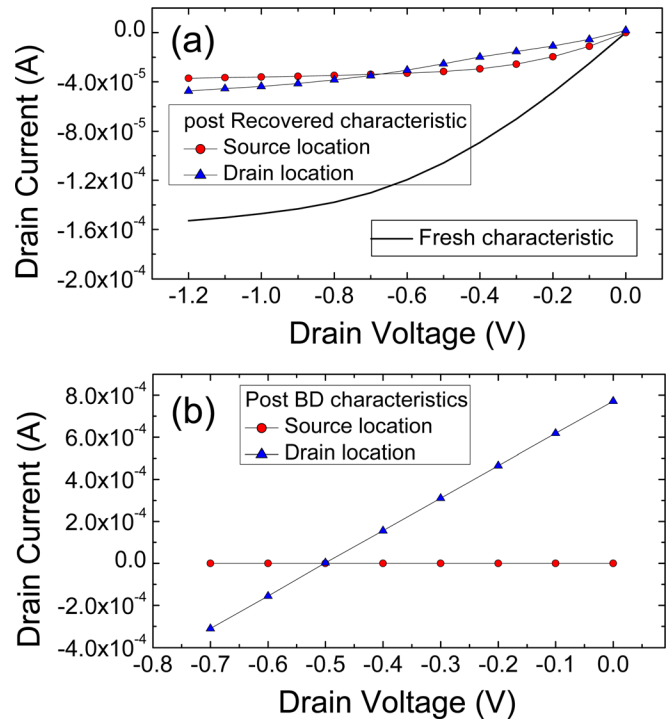 (a)
Drain Current (A)
0.0
-4.0x10⁻⁵
-8.0x10⁻⁵
-1.2x10⁻⁴
-1.6x10⁻⁴
-2.0x10⁻⁴
post Recovered characteristic
Source location
Drain location
Fresh characteristic
-1.2 -1.0 -0.8 -0.6 -0.4 -0.2 0.0
Drain Voltage (V)
(b)
Drain Current (A)
8.0x10⁻⁴
6.0x10⁻⁴
4.0x10⁻⁴
2.0x10⁻⁴
0.0
-2.0x10⁻⁴
-4.0x10⁻⁴
Post BD characteristics
Source location
Drain location
-0.8 -0.7 -0.6 -0.5 -0.4 -0.3 -0.2 -0.1 0.0
Drain Voltage (V)